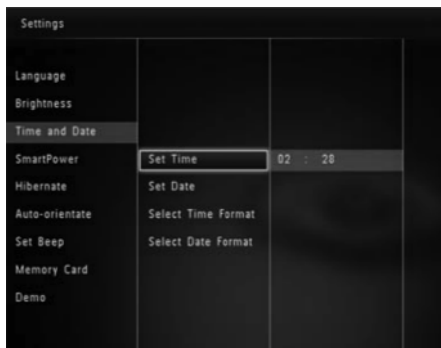 Settings
Language
Brightness
Time and Date
SmartPower
Set Time
02 : 28
Hibernate
Set Date
Auto-orientate
Select Time Format
Set Beep
Select Date Format
Memory Card
Demo